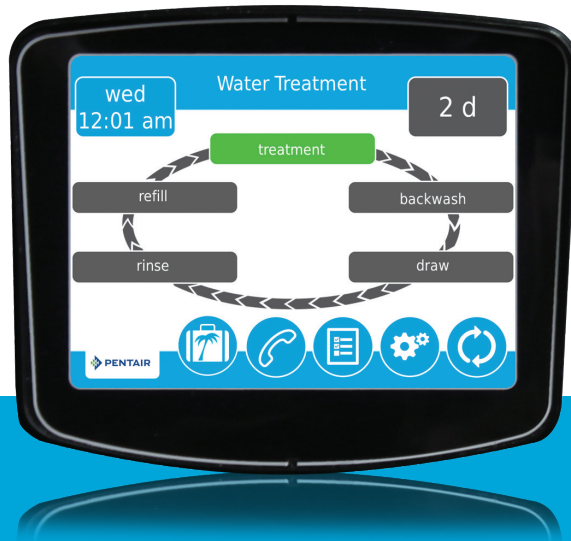 Water Treatment
wed
12:01 am
2 d
treatment
refill
backwash
rinse
draw
PENTAIR